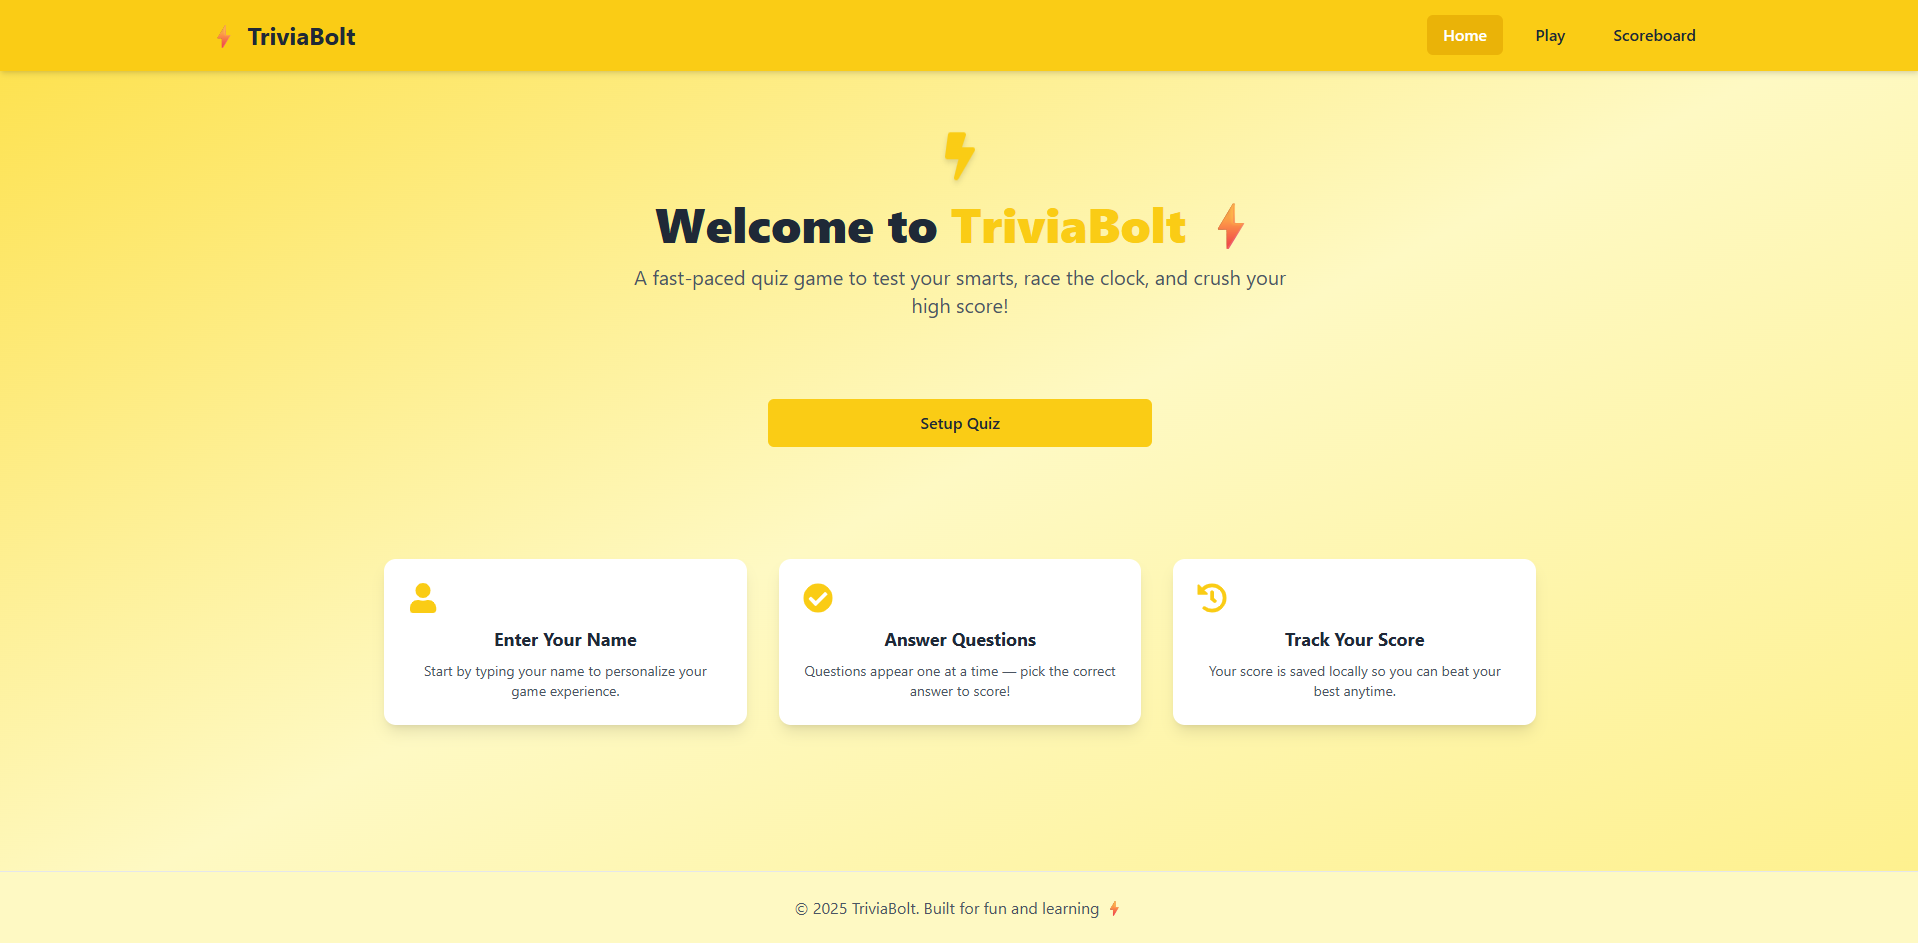 TriviaBolt
Home
Play
Scoreboard
Welcome to TriviaBolt
A fast-paced quiz game to test your smarts, race the clock, and crush your
high score!
Setup Quiz
Enter Your Name
Start by typing your name to personalize your
game experience.
Answer Questions
Questions appear one at a time — pick the correct
answer to score!
Track Your Score
Your score is saved locally so you can beat your
best anytime.
© 2025 TriviaBolt. Built for fun and learning